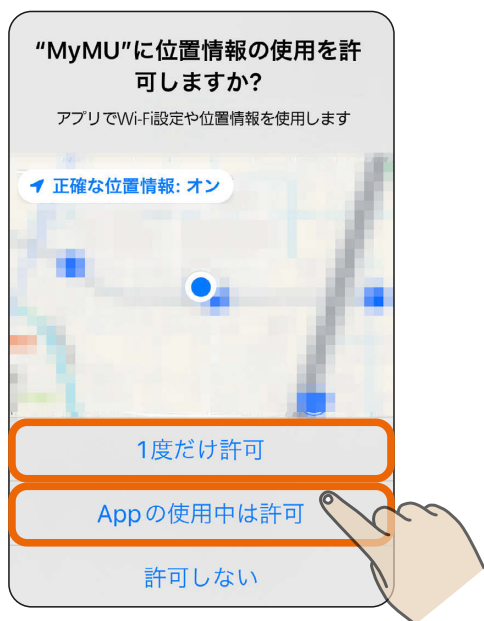 “MyMU”に位置情報の使用を許
可しますか?
アプリでWi-Fi設定や位置情報を使用します
正確な位置情報: オン
1度だけ許可
Appの使用中は許可
許可しない